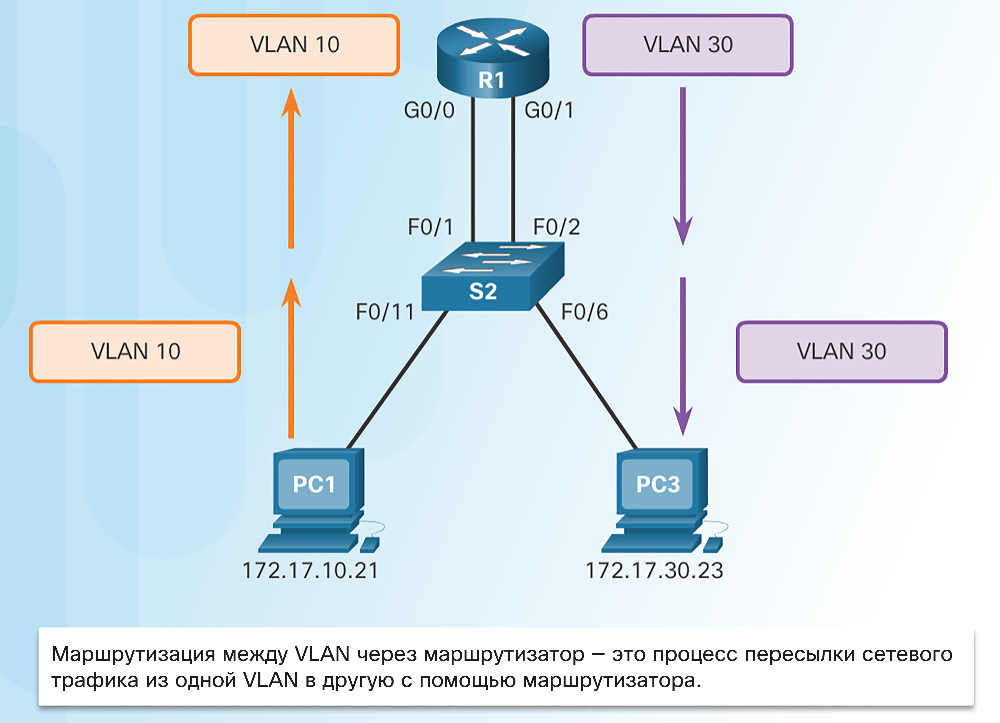 VLAN 10
R1
VLAN 30
G0/0
G0/1
F0/1
F0/2
S2
F0/11
F0/6
VLAN 10
VLAN 30
PC1
PC3
172.17.10.21
172.17.30.23
Маршрутизация между VLAN через маршрутизатор – это процесс пересылки сетевого
трафика из одной VLAN в другую с помощью маршрутизатора.